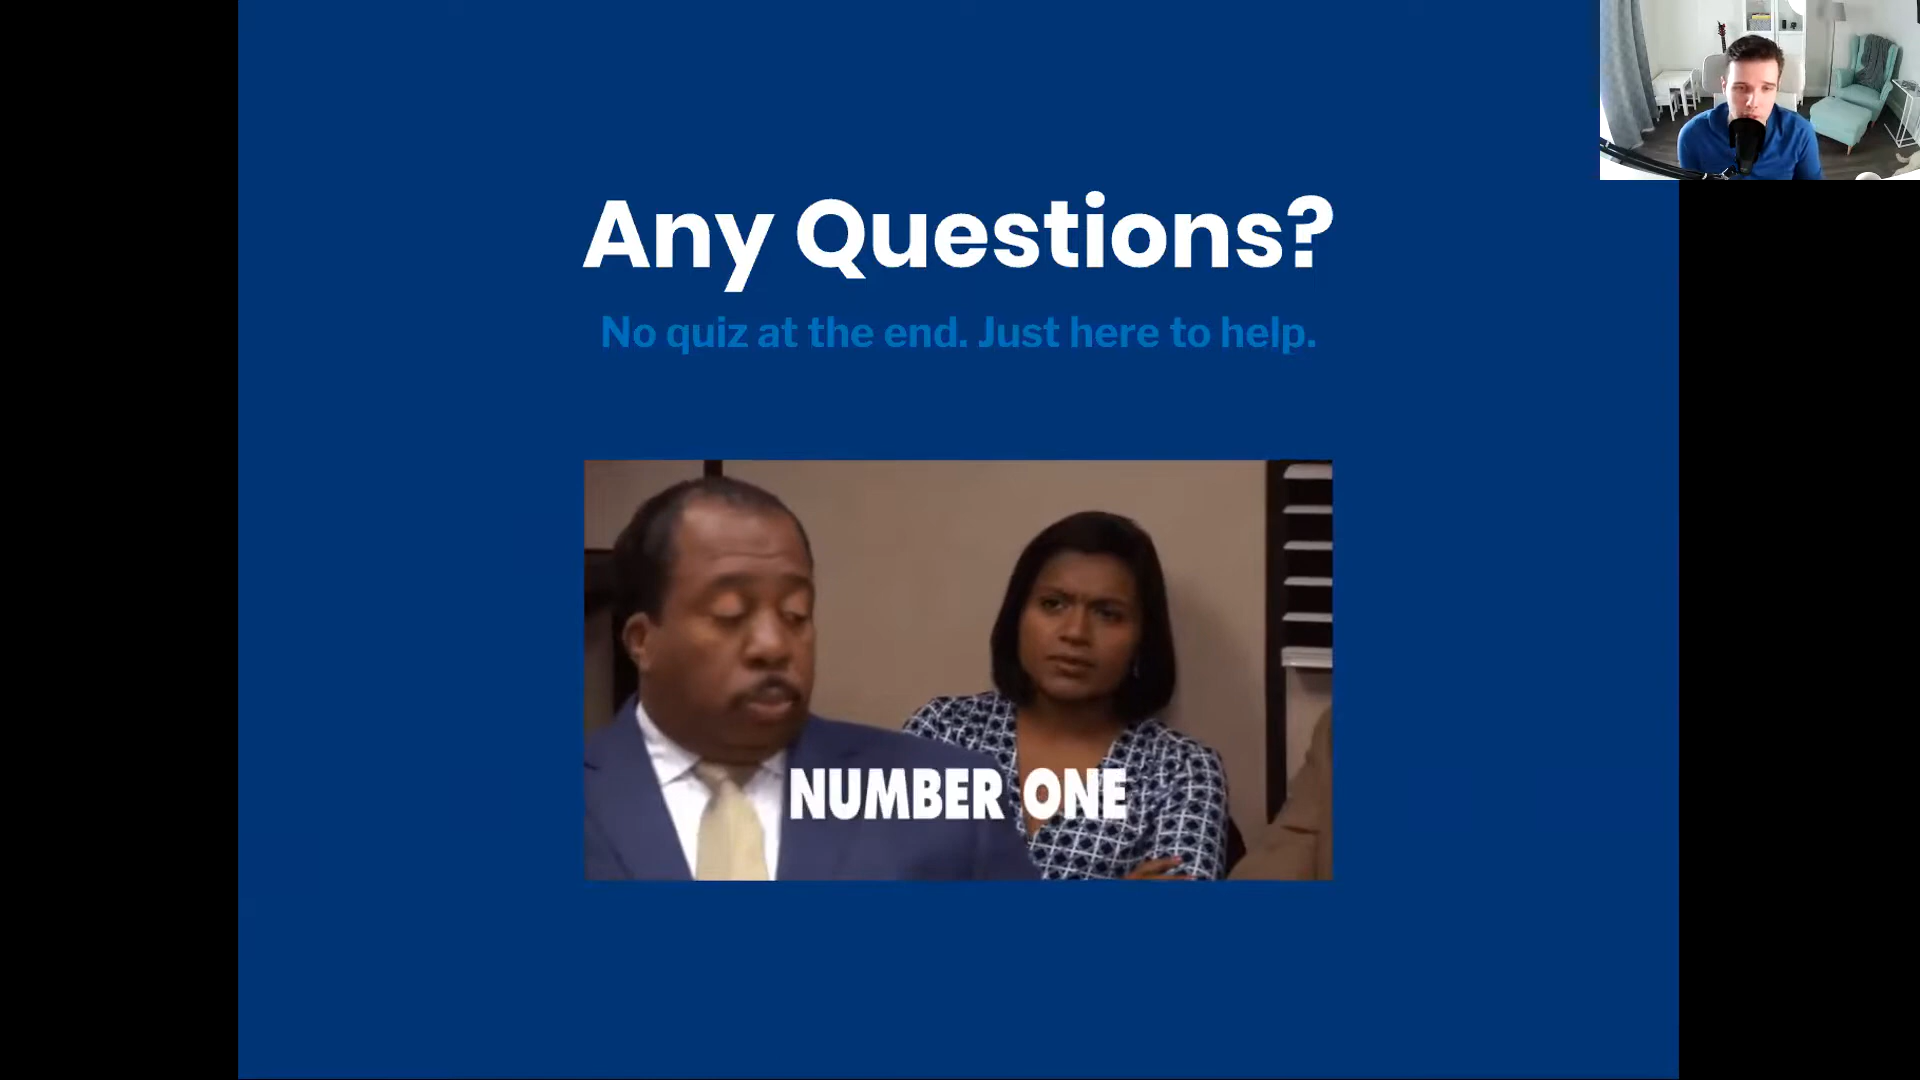 Any Questions?
No quiz at the end. Just here to help.
NUMBER ONE